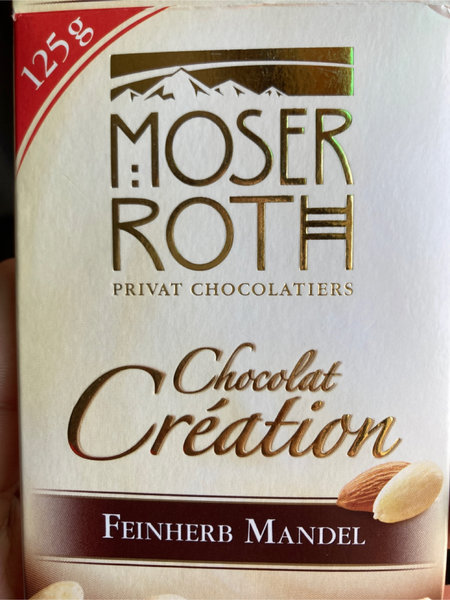 125g
MOSER
ROTH
PRIVAT CHOCOLATIERS
Chocolat
Création
FEINHERB MANDEL